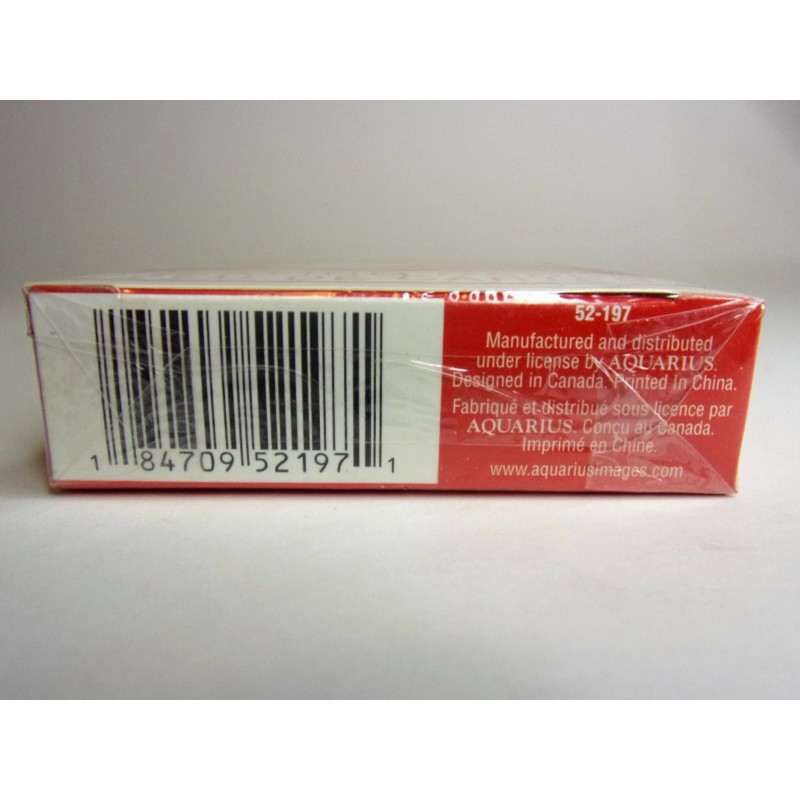 52-197
Manufactured and distributed
under license by AQUARIUS.
Designed in Canada. Printed In China.
Fabriqué et distribué sous licence par
AQUARIUS. Conçu au Canada.
Imprimé en Chine.
www.aquariusimages.com
1 84709 52197 1